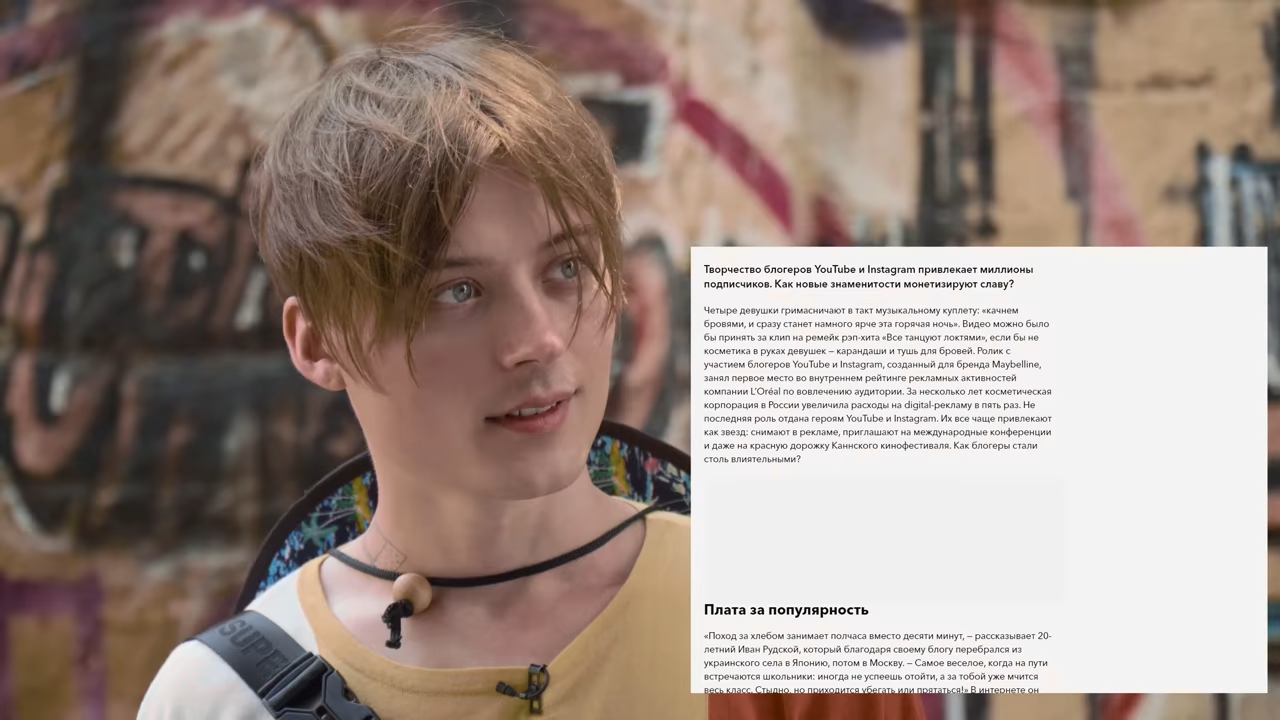 Творчество блогеров YouTube и Instagram привлекает миллионы
подписчиков. Как новые знаменитости монетизируют славу?
Четыре девушки гримасничают в такт музыкальному куплету: «качнем
бровями, и сразу станет намного ярче эта горячая ночь». Видео можно было
бы принять за клип на ремейк рэп-хита «Все танцуют локтями», если бы не
косметика в руках девушек – карандаши и тушь для бровей. Ролик с
участием блогеров YouTube и Instagram, созданный для бренда Maybelline,
занял первое место во внутреннем рейтинге рекламных активностей
компании L'Oréal по вовлечению аудитории. За несколько лет косметическая
корпорация в России увеличила расходы на digital-рекламу в пять раз. Не
последняя роль отдана героям YouTube и Instagram. Их все чаще привлекают
как звезд: снимают в рекламе, приглашают на международные конференции
и даже на красную дорожку Каннского кинофестиваля. Как блогеры стали
столь влиятельными?
Плата за популярность
«Поход за хлебом занимает полчаса вместо десяти минут, – рассказывает 20-
летний Иван Рудской, который благодаря своему блогу перебрался из
украинского села в Японию, потом в Москву. – Самое веселое, когда на пути
встречаются школьники: иногда не успеешь отойти, а за тобой уже мчится
весь класс. Стыдно, но приходится убегать или прятаться!» В интернете он
SUPER